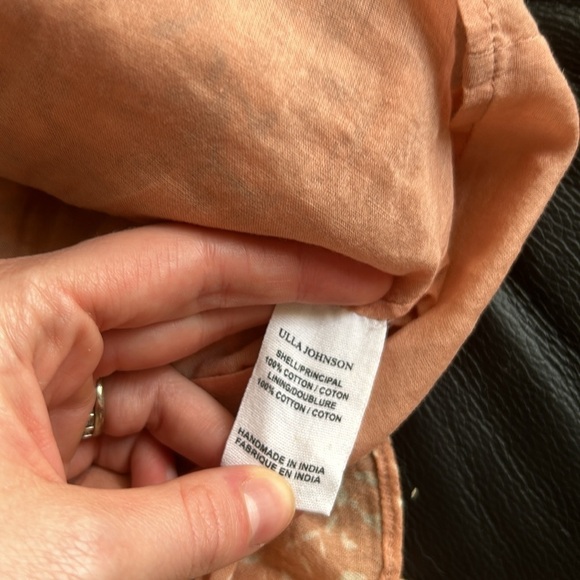 ULLA JOHNSON
SHELL/PRINCIPAL
100% COTTON / COTON
LINING/DOUBLURE
100% COTTON / COTON
HANDMADE IN INDIA
FABRIQUE EN INDIA